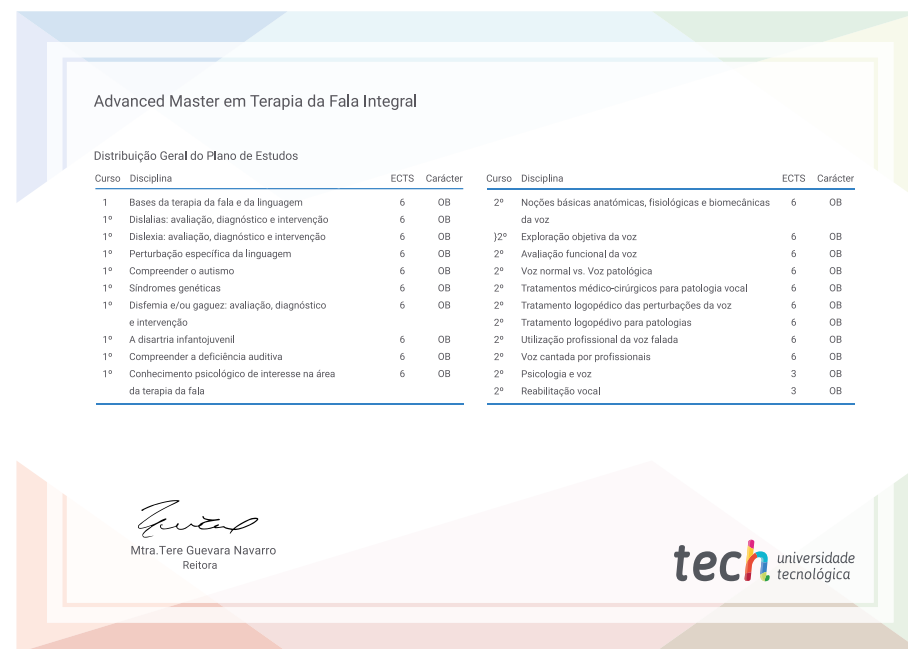 Advanced Master em Terapia da Fala Integral
Distribuição Geral do Plano de Estudos
Curso Disciplina ECTS Carácter
1 Bases da terapia da fala e da linguagem 6 OB
1º Dislalias: avaliação, diagnóstico e intervenção 6 OB
1º Dislexia: avaliação, diagnóstico e intervenção 6 OB
1º Perturbação específica da linguagem 6 OB
1º Compreender o autismo 6 OB
1º Síndromes genéticas 6 OB
1º Disfemia e/ou gaguez: avaliação, diagnóstico 6 OB
e intervenção
1º A disartria infantojuvenil 6 OB
1º Compreender a deficiência auditiva 6 OB
1º Conhecimento psicológico de interesse na área 6 OB
da terapia da fala
Curso Disciplina ECTS Carácter
2º Noções básicas anatómicas, fisiológicas e biomecânicas 6 OB
da voz
}2º Exploração objetiva da voz 6 OB
2º Avaliação funcional da voz 6 OB
2º Voz normal vs. Voz patológica 6 OB
2º Tratamentos médico-cirúrgicos para patologia vocal 6 OB
2º Tratamento logopédico das perturbações da voz 6 OB
2º Tratamento logopédivo para patologias 6 OB
2º Utilização profissional da voz falada 6 OB
2º Voz cantada por profissionais 6 OB
2º Psicologia e voz 3 OB
2º Reabilitação vocal 3 OB
Mtra.Tere Guevara Navarro
Reitora
tech universidade
tecnológica